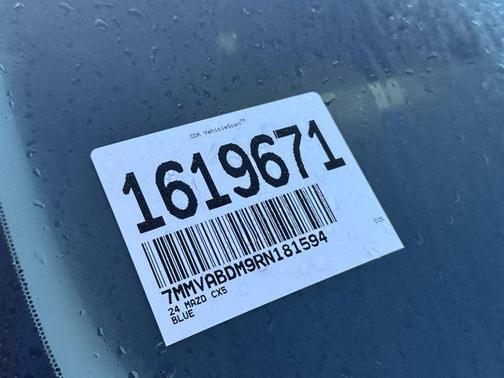 CDK VehicleScan™
1619671
7MMVABDM9RN181594
24 MAZD CX5
BLUE